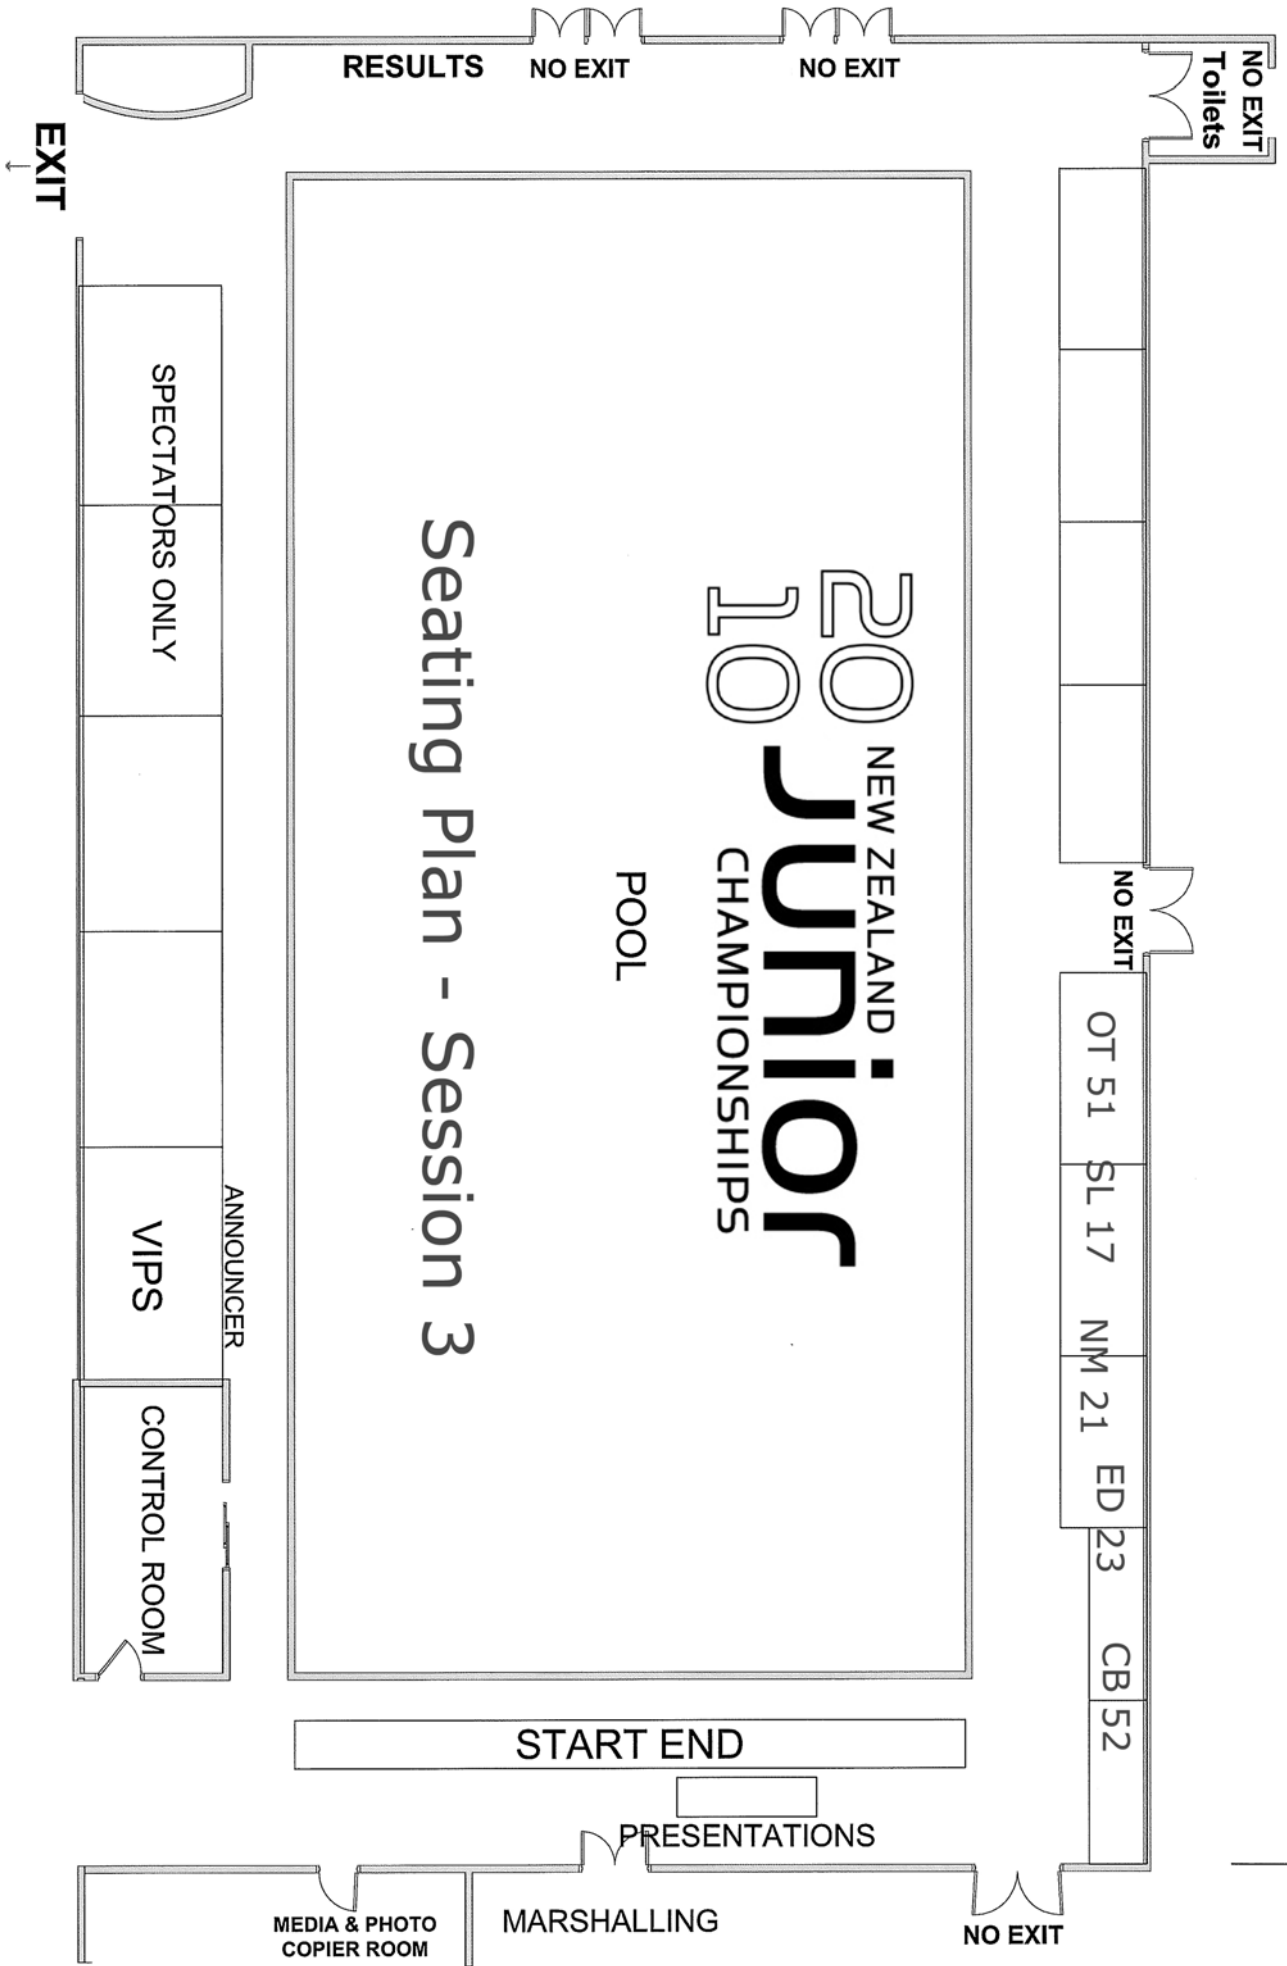 RESULTS
NO EXIT
NO EXIT
NO EXIT
Toilets
EXIT
←
SPECTATORS ONLY
20
10
NEW ZEALAND
Junior
CHAMPIONSHIPS
POOL
Seating Plan - Session 3
NO EXIT
OT 51 SL 17 NM 21 ED 23 CB 52
ANNOUNCER
VIPS
CONTROL ROOM
START END
PRESENTATIONS
MEDIA & PHOTO
COPIER ROOM
MARSHALLING
NO EXIT